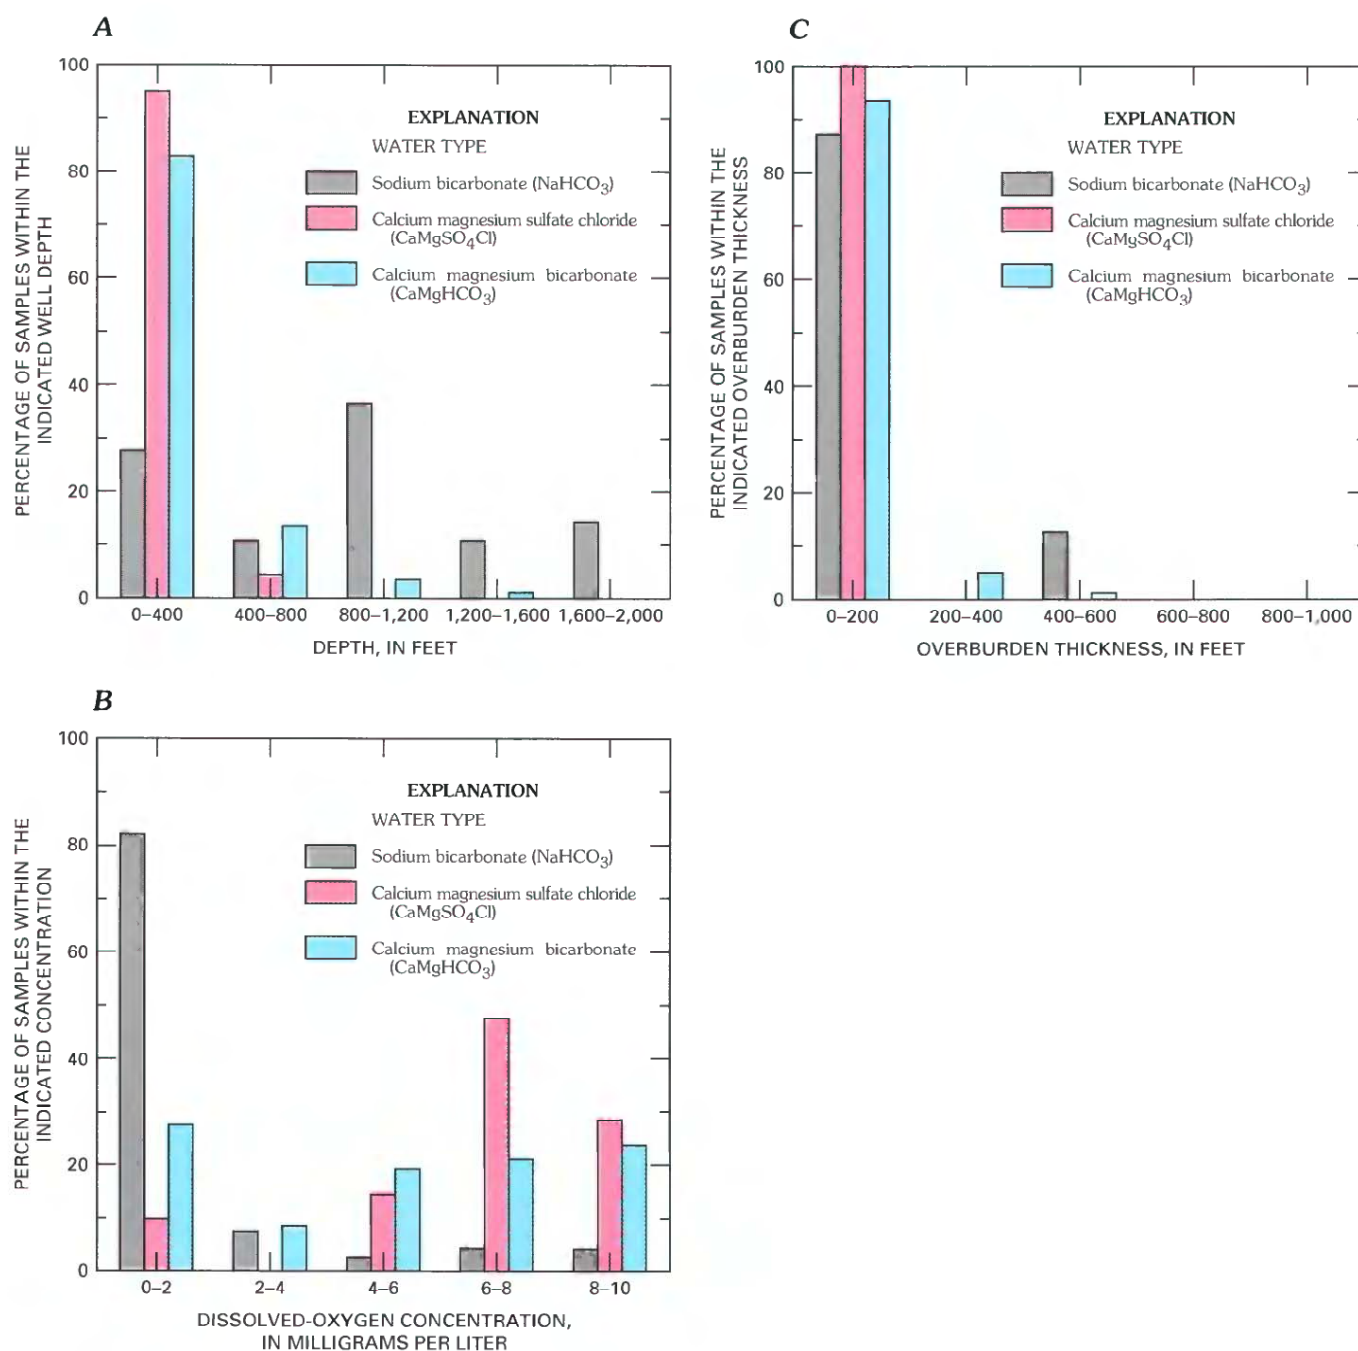 A
PERCENTAGE OF SAMPLES WITHIN THE
INDICATED WELL DEPTH
100
80
60
40
20
0
EXPLANATION
WATER TYPE
Sodium bicarbonate (NaHCO3)
Calcium magnesium sulfate chloride
(CaMgSO4Cl)
Calcium magnesium bicarbonate
(CaMgHCO3)
0–400 400–800 800–1,200 1,200–1,600 1,600–2,000
DEPTH, IN FEET
C
PERCENTAGE OF SAMPLES WITHIN THE
INDICATED OVERBURDEN THICKNESS
100
80
60
40
20
0
EXPLANATION
WATER TYPE
Sodium bicarbonate (NaHCO3)
Calcium magnesium sulfate chloride
(CaMgSO4Cl)
Calcium magnesium bicarbonate
(CaMgHCO3)
0–200 200–400 400–600 600–800 800–1,000
OVERBURDEN THICKNESS, IN FEET
B
PERCENTAGE OF SAMPLES WITHIN THE
INDICATED CONCENTRATION
100
80
60
40
20
0
EXPLANATION
WATER TYPE
Sodium bicarbonate (NaHCO3)
Calcium magnesium sulfate chloride
(CaMgSO4Cl)
Calcium magnesium bicarbonate
(CaMgHCO3)
0–2 2–4 4–6 6–8 8–10
DISSOLVED-OXYGEN CONCENTRATION,
IN MILLIGRAMS PER LITER